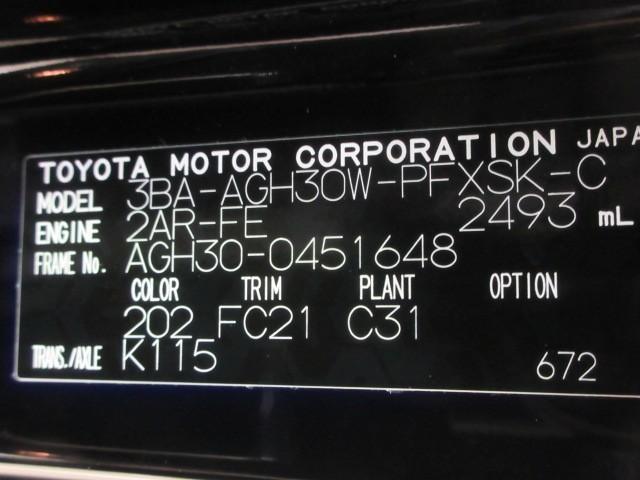 TOYOTA MOTOR CORPORATION JAPA
MODEL 3BA-AGH30W-PFXSK-C
ENGINE 2AR-FE 2493 mL
FRAME No. AGH30-0451648
COLOR TRIM PLANT OPTION
202 FC21 C31
TRANS./AXLE K115 672